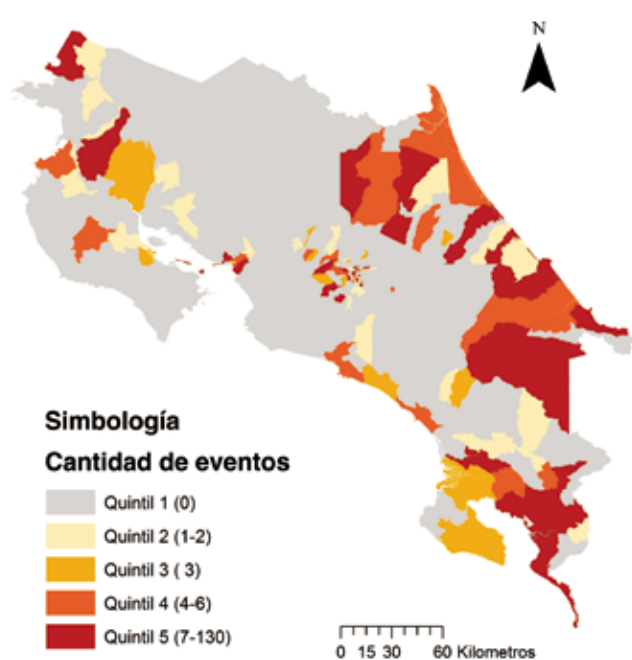 N
Simbología
Cantidad de eventos
Quintil 1 (0)
Quintil 2 (1-2)
Quintil 3 ( 3)
Quintil 4 (4-6)
Quintil 5 (7-130)
0 15 30 60 Kilometros